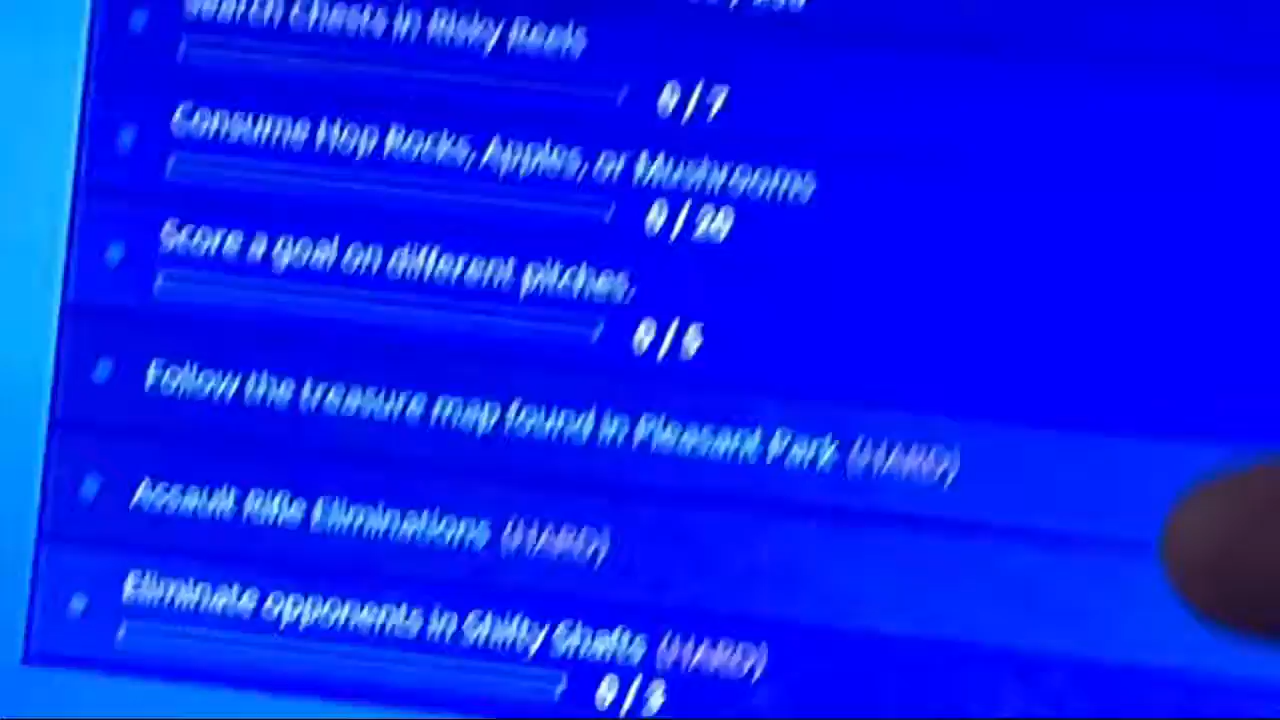 Search Chests in Risky Reels
0 / 7
Consume Hop Rocks, Apples, or Mushrooms
0 / 20
Score a goal on different pitches.
0 / 5
Follow the treasure map found in Pleasant Park (HARD)
Assault Rifle Eliminations (HARD)
Eliminate opponents in Shifty Shafts (HARD)